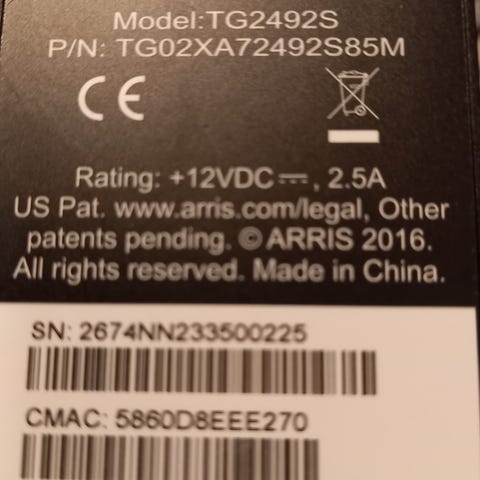 Model:TG2492S
P/N: TG02XA72492S85M
CE
Rating: +12VDC⎓, 2.5A
US Pat. www.arris.com/legal, Other
patents pending. © ARRIS 2016.
All rights reserved. Made in China.
SN: 2674NN233500225
CMAC: 5860D8EEE270